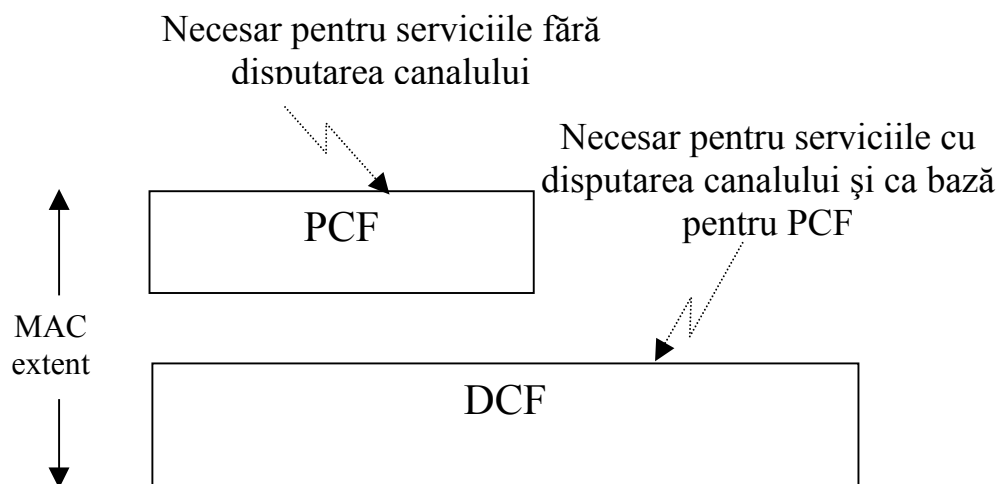 Necesar pentru serviciile fără
disputarea canalului
Necesar pentru serviciile cu
disputarea canalului şi ca bază
pentru PCF
PCF
MAC
extent
DCF